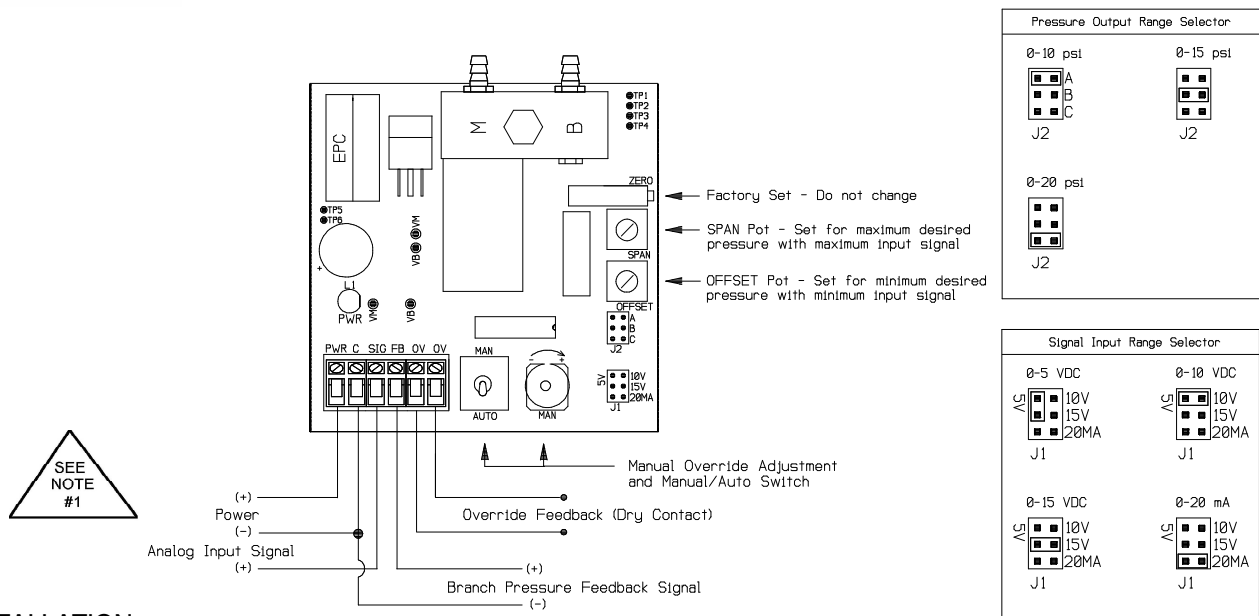 EPC
M
B
TP1
TP2
TP3
TP4
ZERO
Factory Set - Do not change
SPAN Pot - Set for maximum desired
pressure with maximum input signal
SPAN
OFFSET Pot - Set for minimum desired
pressure with minimum input signal
OFFSET
TP5
TP6
VM
VB
+
L1
PWR
VM
VB
A
B
C
J2
PWR C SIG FB OV OV
MAN
AUTO
- +
MAN
5V
10V
15V
20MA
J1
Manual Override Adjustment
and Manual/Auto Switch
SEE
NOTE
#1
(+)
Power
(-)
Analog Input Signal
(+)
Override Feedback (Dry Contact)
(+)
Branch Pressure Feedback Signal
(-)
Pressure Output Range Selector
0-10 psi
A
B
C
J2
0-15 psi
J2
0-20 psi
J2
Signal Input Range Selector
0-5 VDC
5V
10V
15V
20MA
J1
0-10 VDC
5V
10V
15V
20MA
J1
0-15 VDC
5V
10V
15V
20MA
J1
0-20 mA
5V
10V
15V
20MA
J1